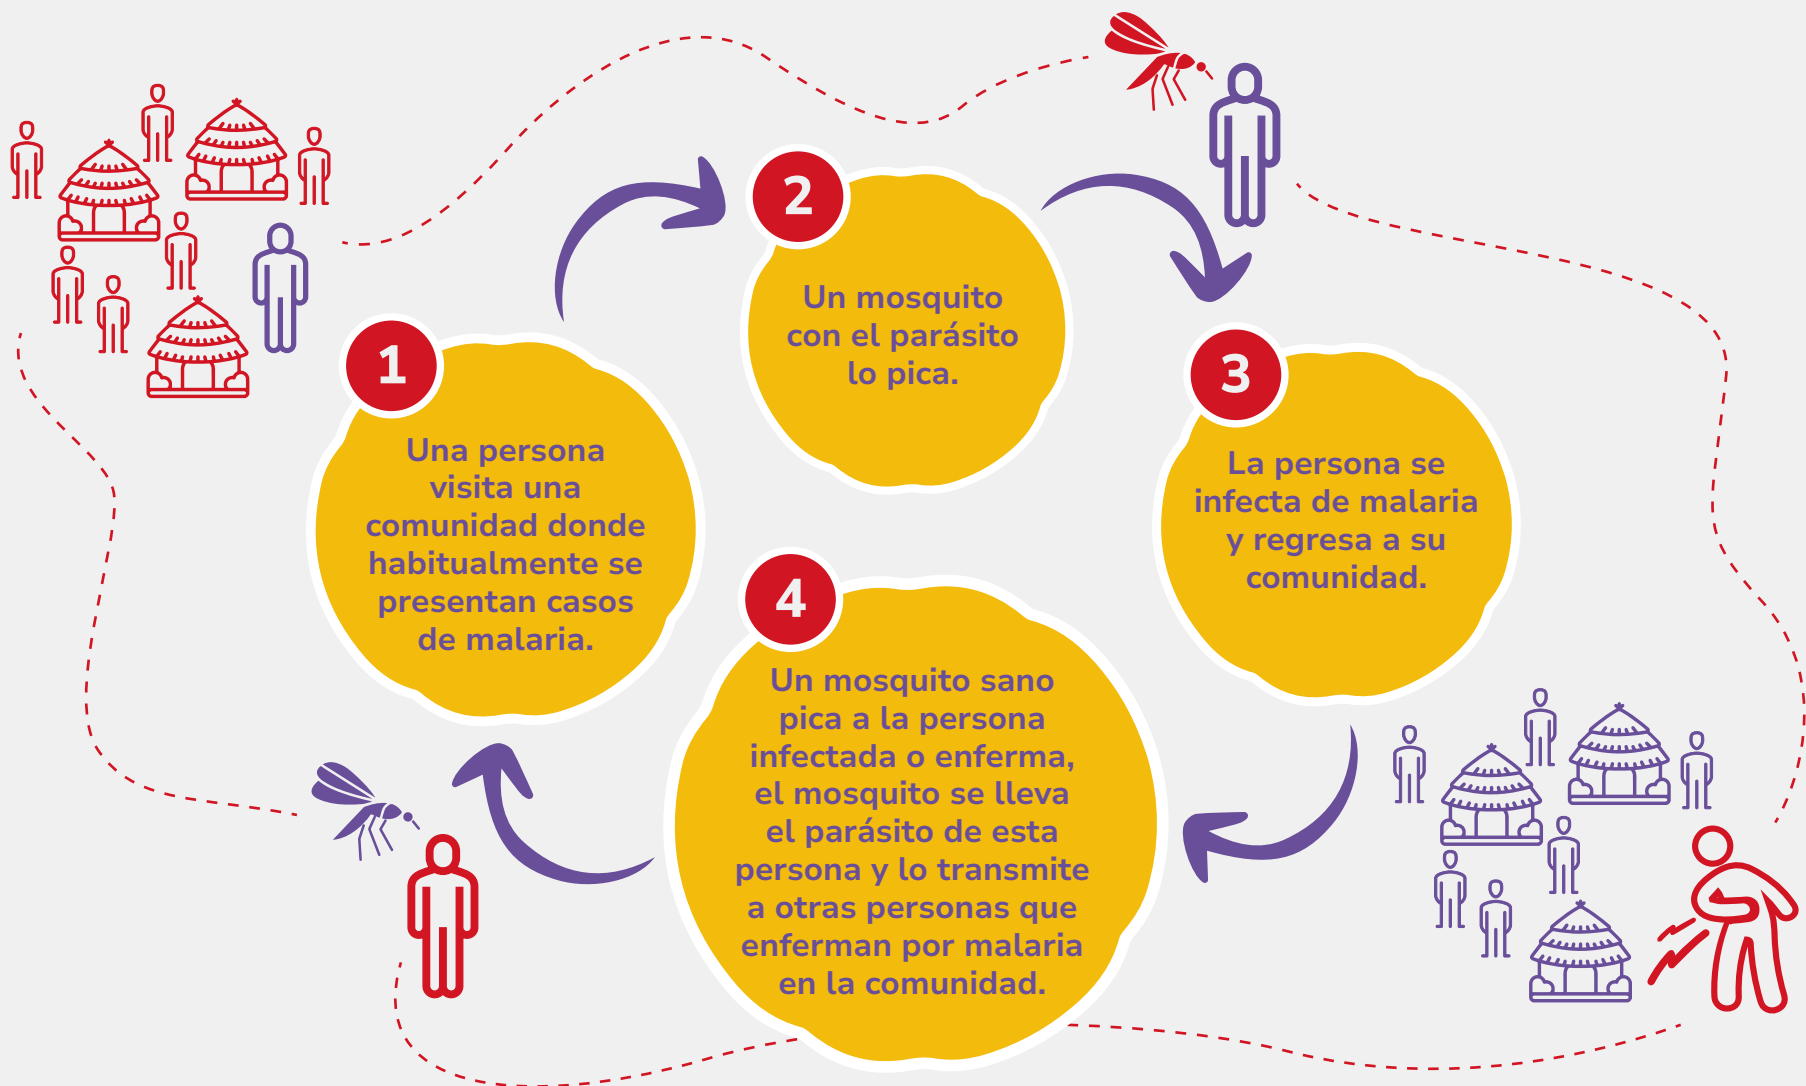 1
Una persona
visita una
comunidad donde
habitualmente se
presentan casos
de malaria.
2
Un mosquito
con el parásito
lo pica.
3
La persona se
infecta de malaria
y regresa a su
comunidad.
4
Un mosquito sano
pica a la persona
infectada o enferma,
el mosquito se lleva
el parásito de esta
persona y lo transmite
a otras personas que
enferman por malaria
en la comunidad.